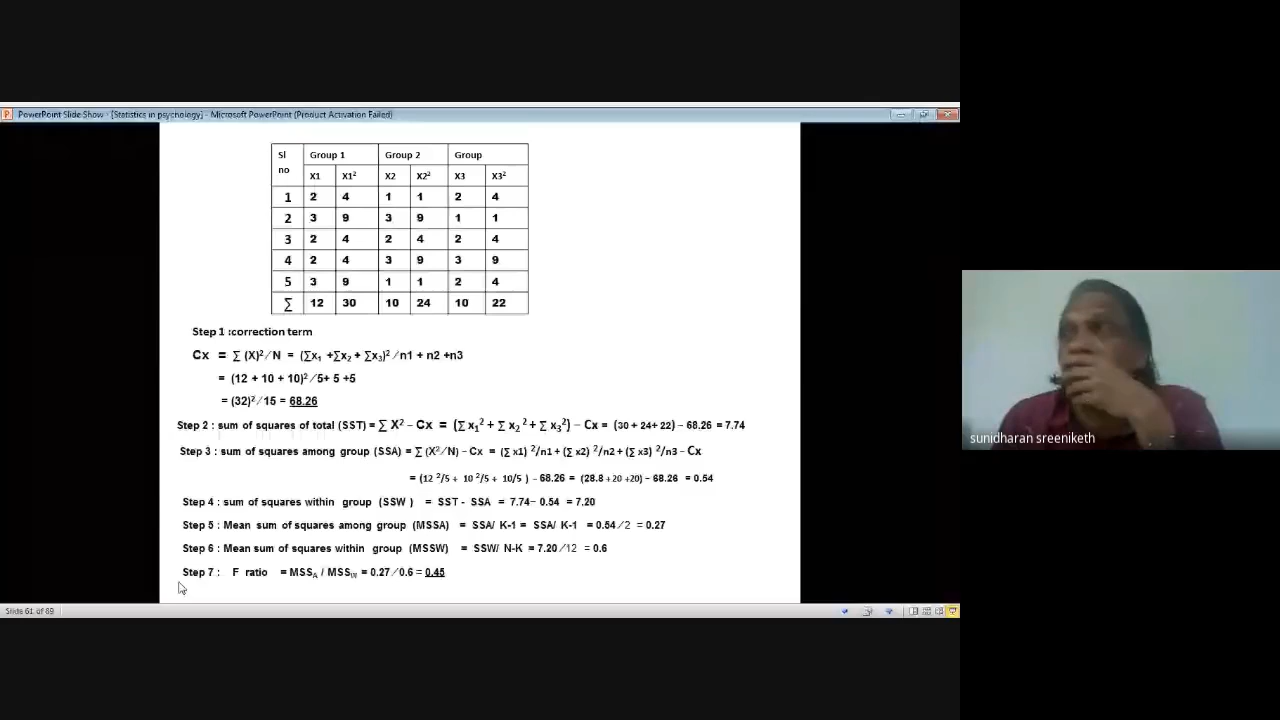 PowerPoint Slide Show - [Statistics in psychology] - Microsoft PowerPoint (Product Activation Failed)
Sl no Group 1 Group 2 Group
X1 X1² X2 X2² X3 X3²
1 2 4 1 1 2 4
2 3 9 3 9 1 1
3 2 4 2 4 2 4
4 2 4 3 9 3 9
5 3 9 1 1 2 4
∑ 12 30 10 24 10 22
Step 1 :correction term
Cx = ∑ (X)²/N = (∑x₁ +∑x₂ + ∑x₃)² /n1 + n2 +n3
= (12 + 10 + 10)² /5+ 5 +5
= (32)² /15 = 68.26
Step 2 : sum of squares of total (SST) = ∑ X² – Cx = (∑ x₁² + ∑ x₂² + ∑ x₃²) – Cx = (30 + 24+ 22) – 68.26 = 7.74
Step 3 : sum of squares among group (SSA) = ∑ (X²/N) – Cx = (∑ x1) ²/n1 + (∑ x2) ²/n2 + (∑ x3) ²/n3 – Cx
= (12 ²/5 + 10 ²/5 + 10/5 ) – 68.26 = (28.8 +20 +20) – 68.26 = 0.54
Step 4 : sum of squares within group (SSW ) = SST - SSA = 7.74– 0.54 = 7.20
Step 5 : Mean sum of squares among group (MSSA) = SSA/ K-1 = SSA/ K-1 = 0.54/2 = 0.27
Step 6 : Mean sum of squares within group (MSSW) = SSW/ N-K = 7.20/12 = 0.6
Step 7 : F ratio = MSS_A / MSS_W = 0.27/0.6 = 0.45
Slide 61 of 69
sunidharan sreeniketh